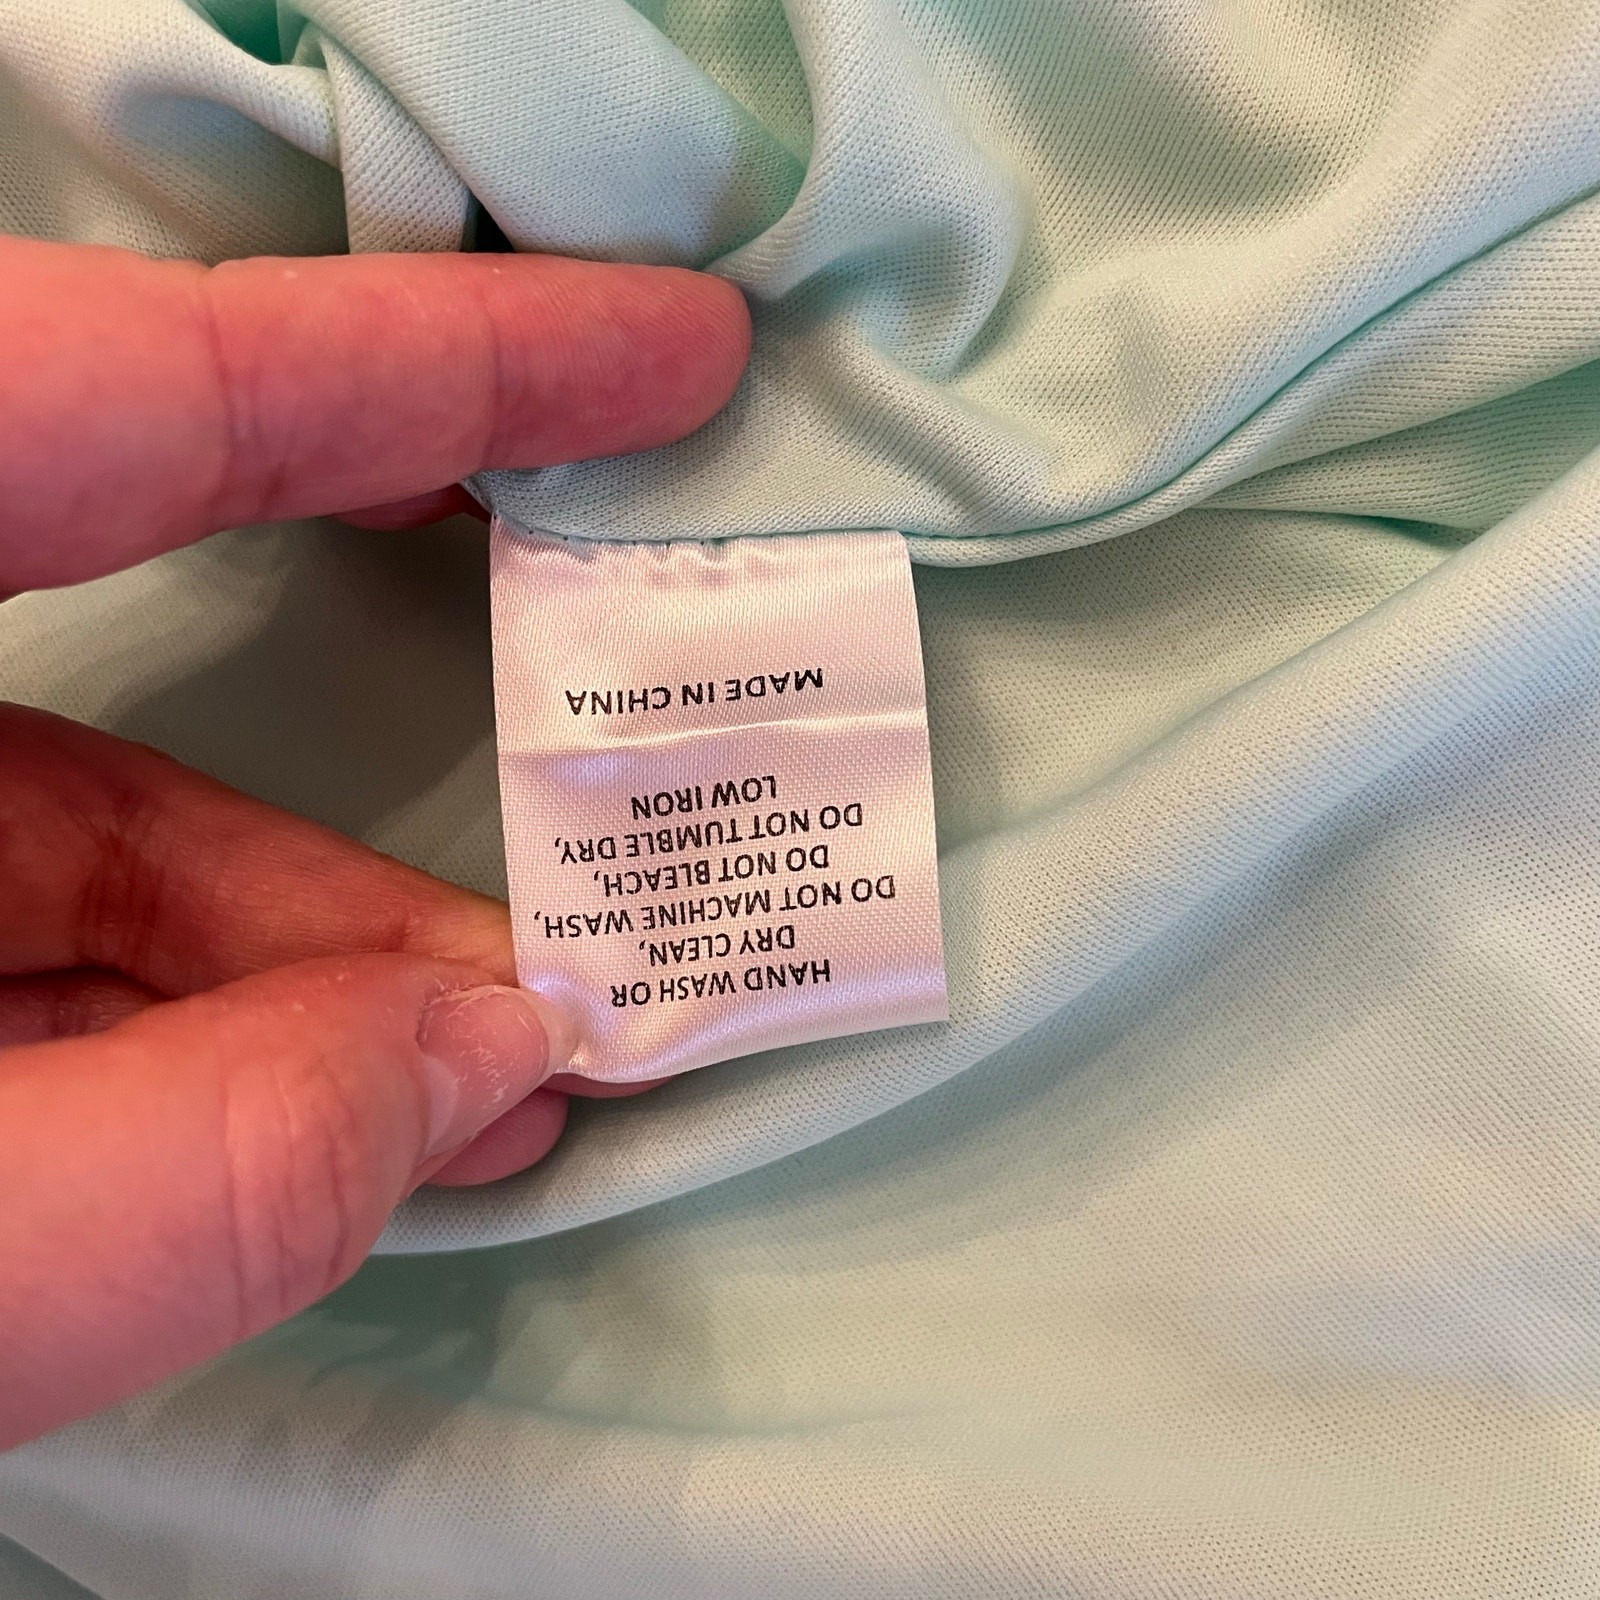 HAND WASH OR
DRY CLEAN,
DO NOT MACHINE WASH,
DO NOT BLEACH,
DO NOT TUMBLE DRY,
LOW IRON
MADE IN CHINA